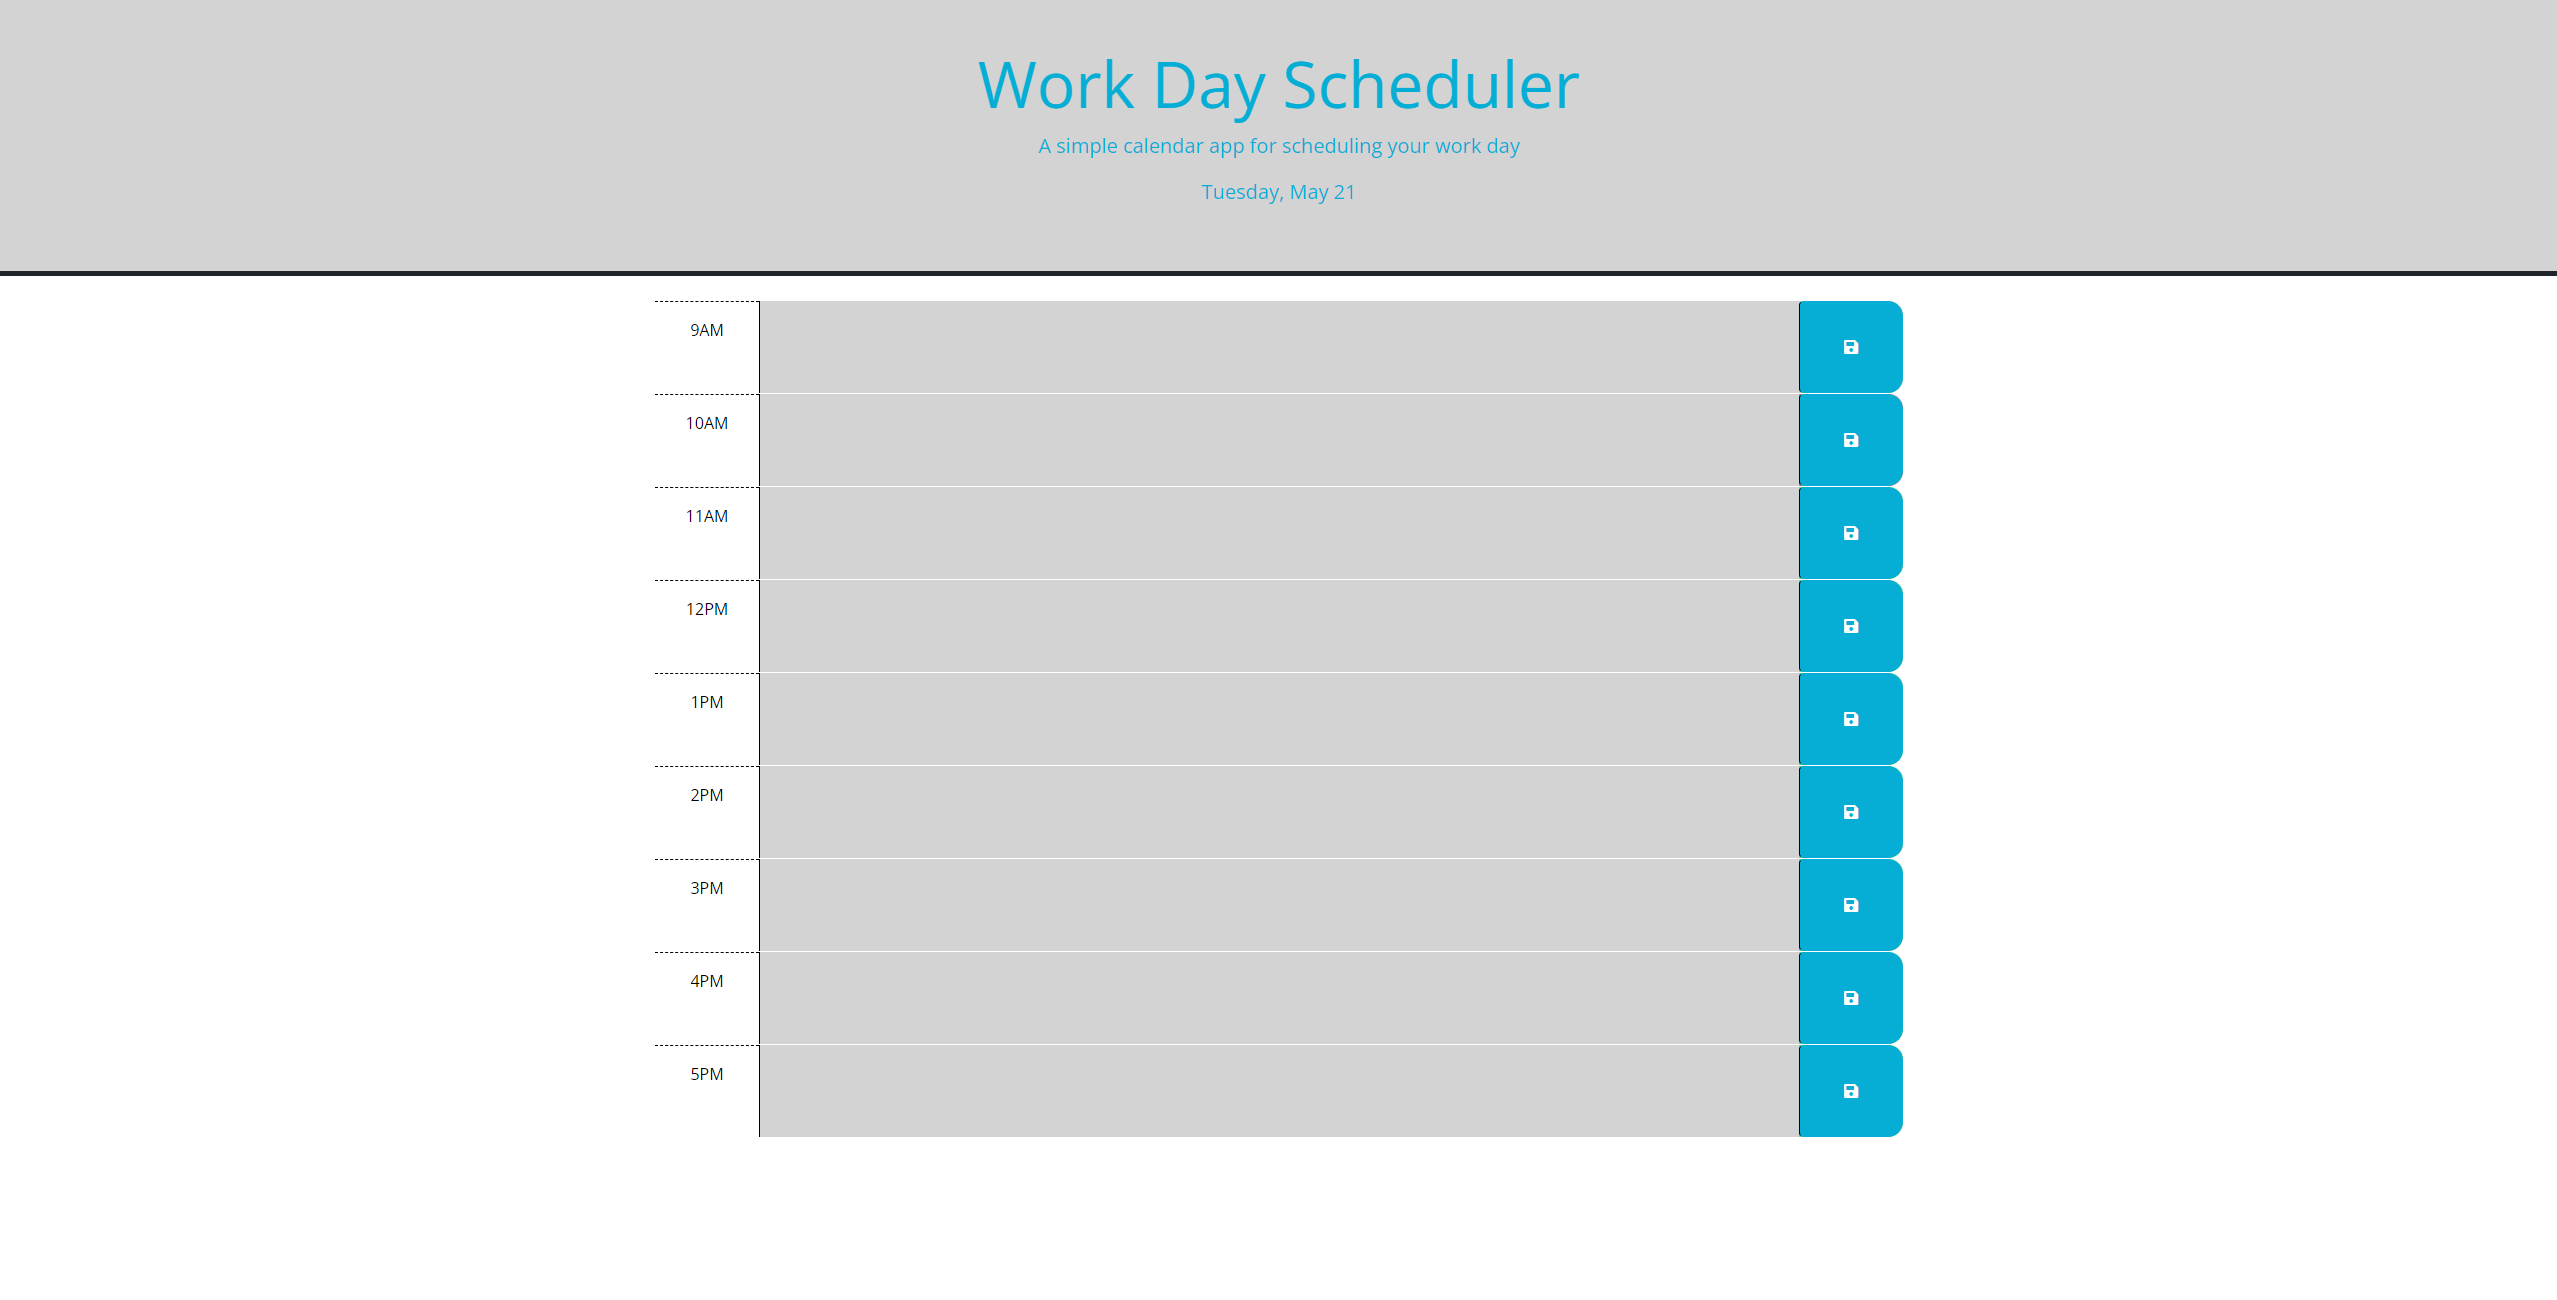 Work Day Scheduler
A simple calendar app for scheduling your work day
Tuesday, May 21
9AM
10AM
11AM
12PM
1PM
2PM
3PM
4PM
5PM